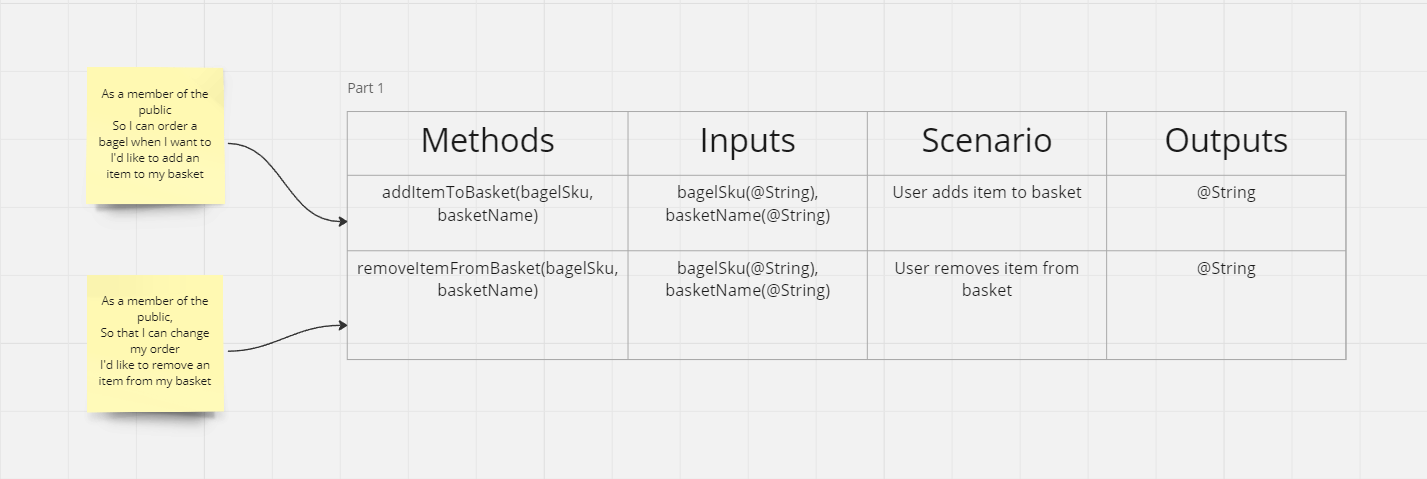 As a member of the
public
So I can order a
bagel when I want to
I'd like to add an
item to my basket
As a member of the
public,
So that I can change
my order
I'd like to remove an
item from my basket
Part 1
Methods Inputs Scenario Outputs
addItemToBasket(bagelSku, bagelSku(@String), User adds item to basket @String
basketName) basketName(@String)
removeItemFromBasket(bagelSku, bagelSku(@String), User removes item from @String
basketName) basketName(@String) basket